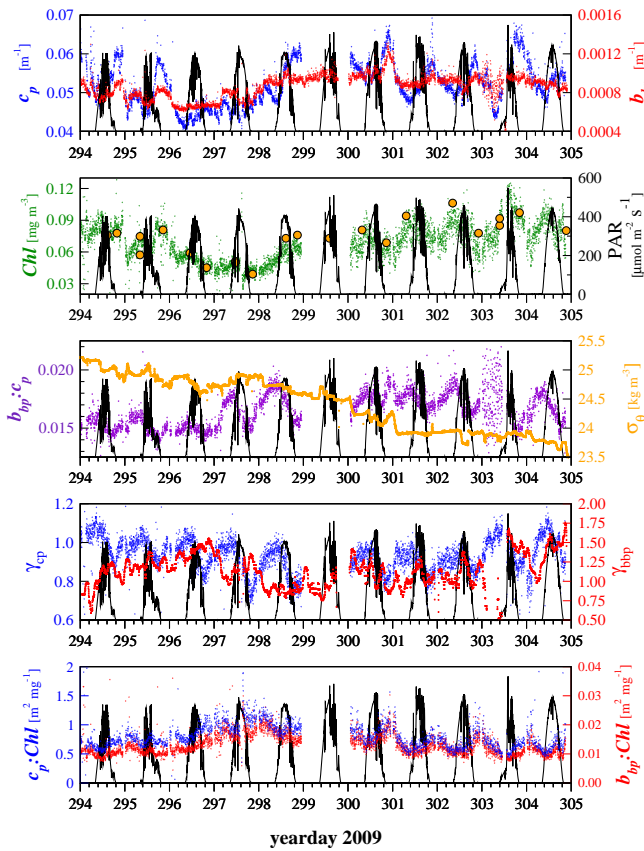 0.07 0.0016
0.06 0.0012
0.05 0.0008
0.04 0.0004
c_p [m⁻¹]
[m⁻¹]
294 295 296 297 298 299 300 301 302 303 304 305
0.12 600
0.09 400
0.06 200
0.03 0
Chl [mg m⁻³]
PAR
[µmol m⁻² s⁻¹]
294 295 296 297 298 299 300 301 302 303 304 305
25.5
0.020 25
24.5
0.015 24
23.5
b_bp:c_p
σ_θ [kg m⁻³]
294 295 296 297 298 299 300 301 302 303 304 305
1.2 2.00
1.75
1.0 1.50
1.25
0.8 1.00
0.75
0.6 0.50
γ_cp
γ_bbp
294 295 296 297 298 299 300 301 302 303 304 305
2 0.04
1.5 0.03
1 0.02
0.5 0.01
0 0.00
c_p:Chl [m² mg⁻¹]
b_bp:Chl [m² mg⁻¹]
294 295 296 297 298 299 300 301 302 303 304 305
yearday 2009